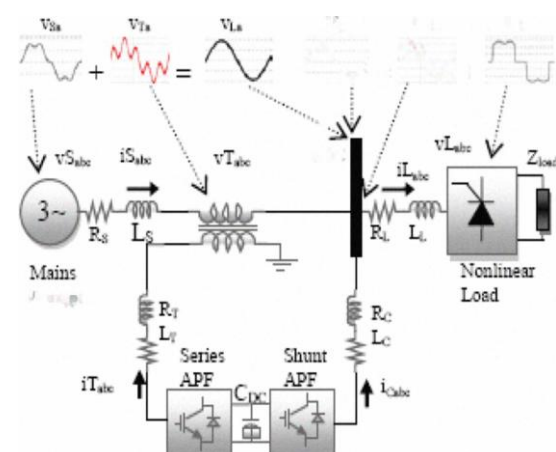 vSa vTa vLa
+ =
vSabc iSabc vTabc iLabc vLabc Zload
3~
RS LS RL LL
Mains
Nonlinear
Load
RT
LT
RC
LC
Series
APF
Shunt
APF
iTabc CDC iCabc